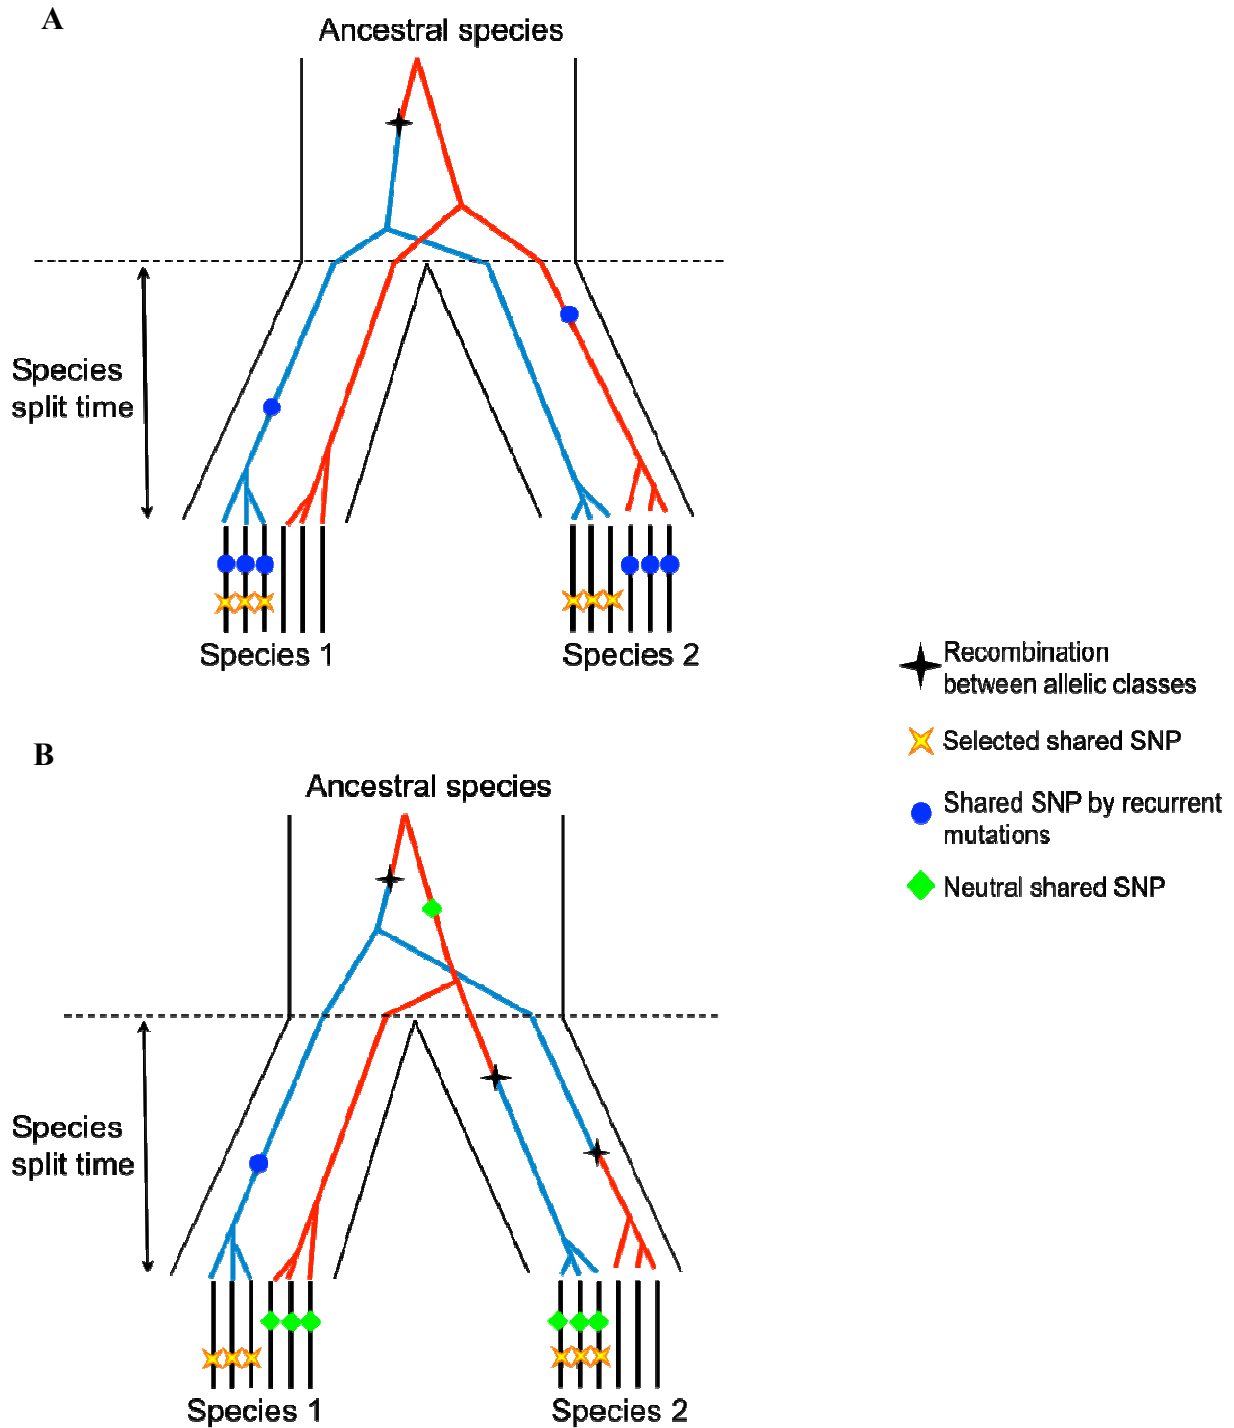 A
Ancestral species
Species
split time
Species 1
Species 2
Recombination
between allelic classes
Selected shared SNP
Shared SNP by recurrent
mutations
Neutral shared SNP
B
Ancestral species
Species
split time
Species 1
Species 2